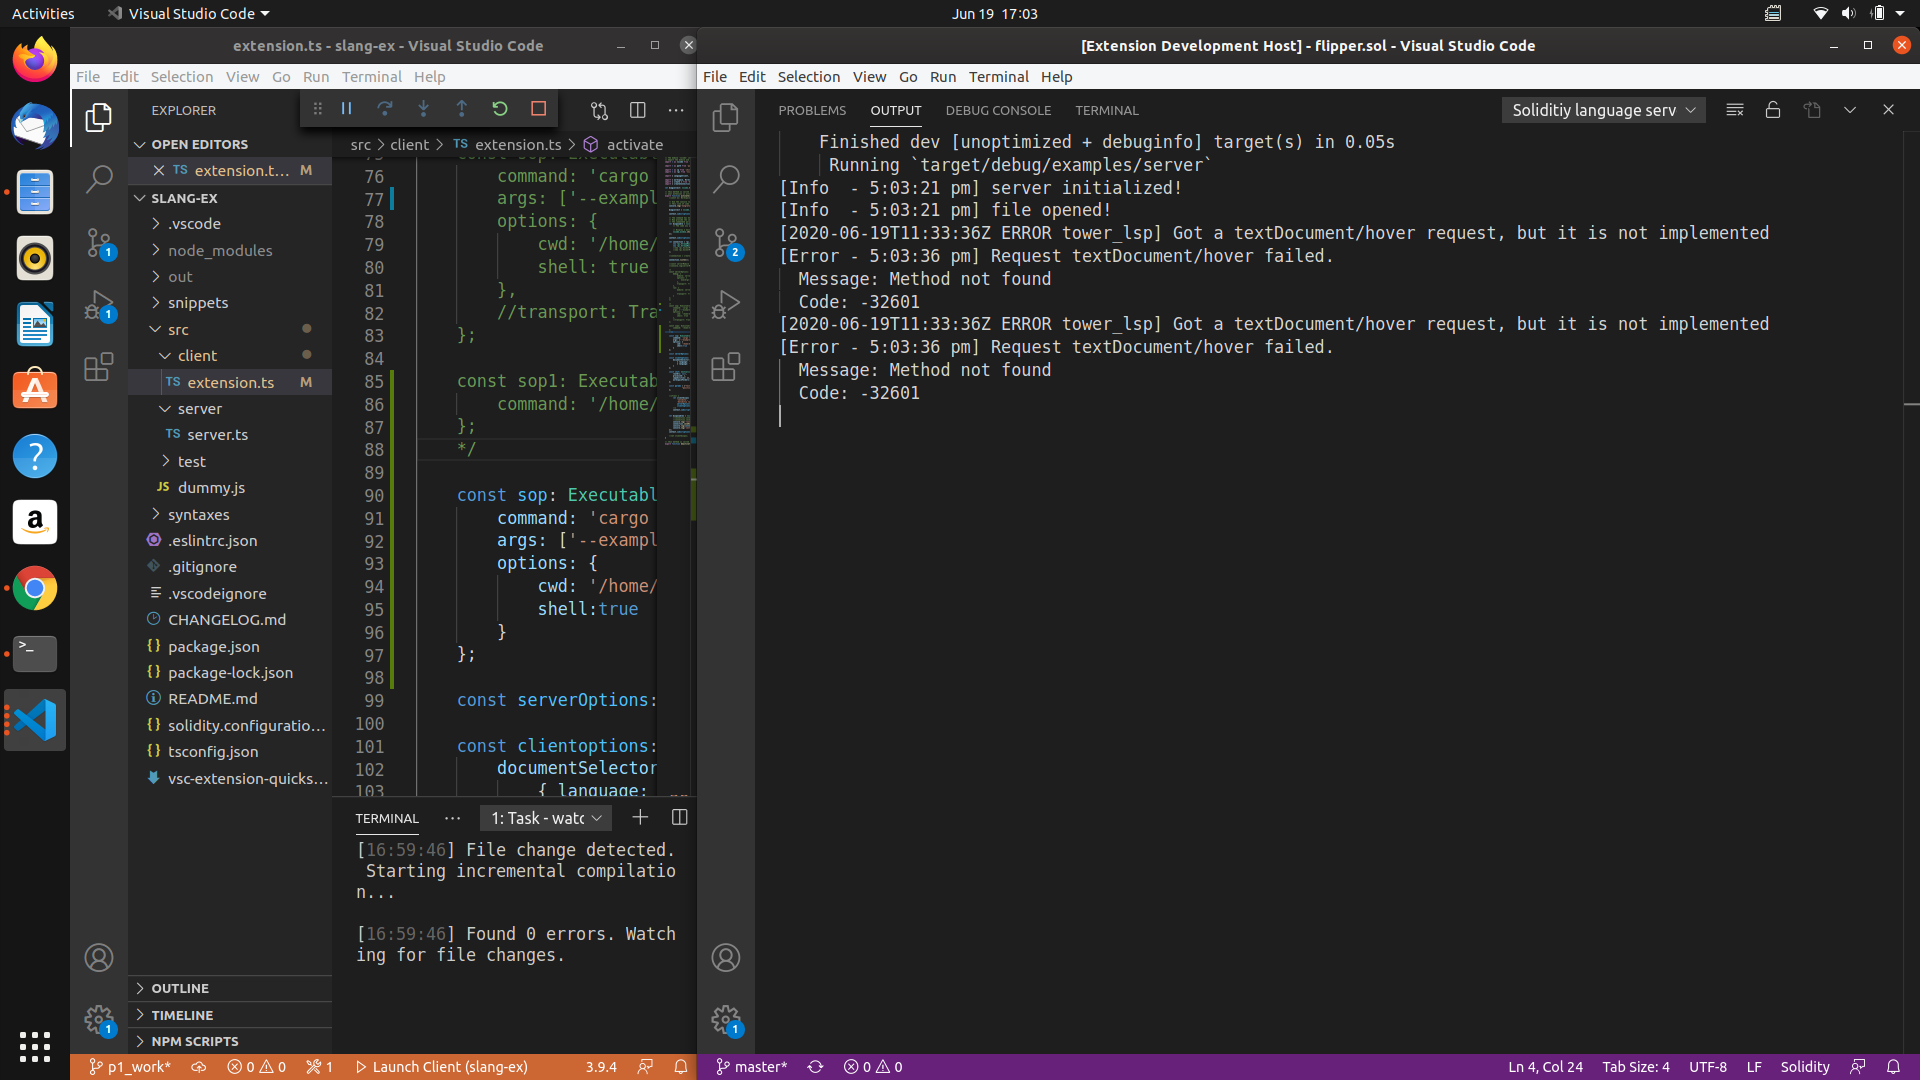 Activities
Visual Studio Code
Jun 19  17:03
extension.ts - slang-ex - Visual Studio Code
File Edit Selection View Go Run Terminal Help
EXPLORER
OPEN EDITORS
TS extension.t... M
SLANG-EX
.vscode
node_modules
out
snippets
src
client
TS extension.ts M
server
TS server.ts
test
JS dummy.js
syntaxes
.eslintrc.json
.gitignore
.vscodeignore
CHANGELOG.md
{} package.json
{} package-lock.json
README.md
{} solidity.configuratio...
{} tsconfig.json
vsc-extension-quicks...
OUTLINE
TIMELINE
NPM SCRIPTS
1
1
1
src > client > TS extension.ts > activate
76 command: 'cargo
77 args: ['--exampl
78 options: {
79 cwd: '/home/
80 shell: true
81 },
82 //transport: Tra
83 };
84
85 const sop1: Executab
86 command: '/home/
87 };
88 */
89
90 const sop: Executabl
91 command: 'cargo
92 args: ['--exampl
93 options: {
94 cwd: '/home/
95 shell:true
96 }
97 };
98
99 const serverOptions:
100
101 const clientoptions:
102 documentSelector
103 { language:
TERMINAL
1: Task - watc
[16:59:46] File change detected.
Starting incremental compilatio
n...
[16:59:46] Found 0 errors. Watch
ing for file changes.
p1_work* 0 0 1 Launch Client (slang-ex) 3.9.4
[Extension Development Host] - flipper.sol - Visual Studio Code
File Edit Selection View Go Run Terminal Help
PROBLEMS OUTPUT DEBUG CONSOLE TERMINAL
Soliditiy language serv
2
1
Finished dev [unoptimized + debuginfo] target(s) in 0.05s
Running `target/debug/examples/server`
[Info  - 5:03:21 pm] server initialized!
[Info  - 5:03:21 pm] file opened!
[2020-06-19T11:33:36Z ERROR tower_lsp] Got a textDocument/hover request, but it is not implemented
[Error - 5:03:36 pm] Request textDocument/hover failed.
Message: Method not found
Code: -32601
[2020-06-19T11:33:36Z ERROR tower_lsp] Got a textDocument/hover request, but it is not implemented
[Error - 5:03:36 pm] Request textDocument/hover failed.
Message: Method not found
Code: -32601
master* 0 0 Ln 4, Col 24 Tab Size: 4 UTF-8 LF Solidity